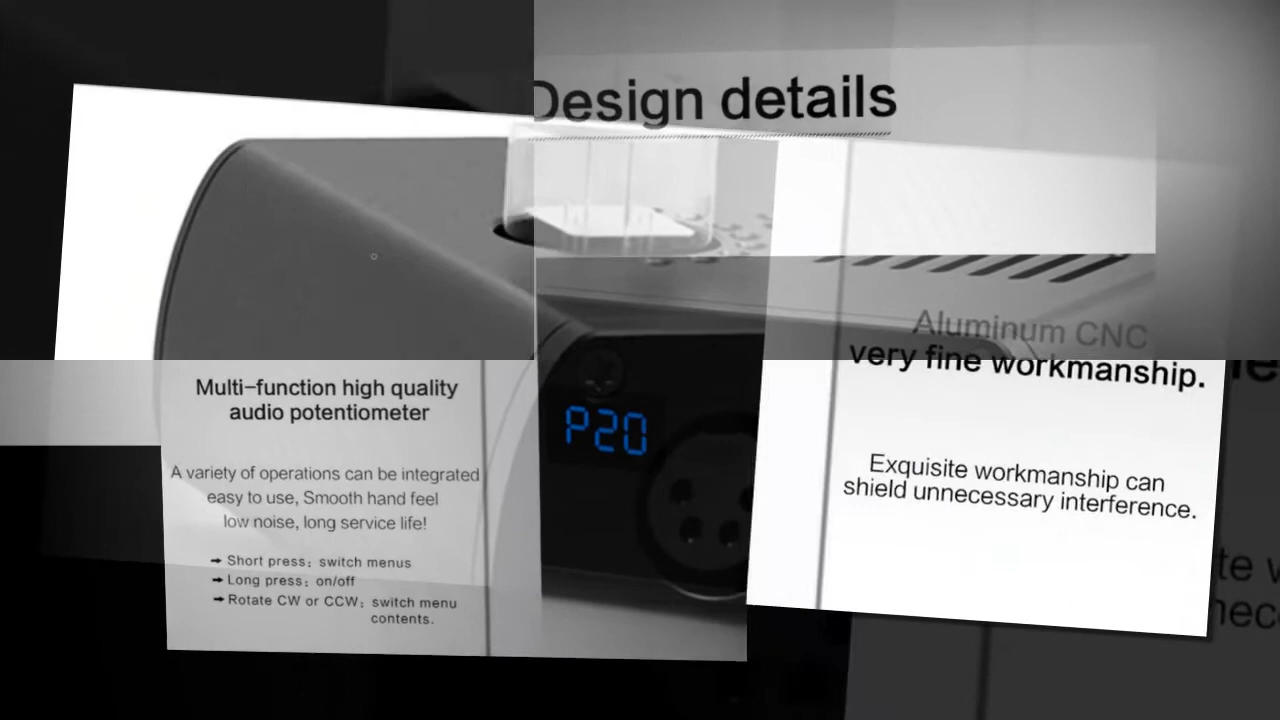 Design details
Aluminum CNC
very fine workmanship.
Multi-function high quality
audio potentiometer
P20
Exquisite workmanship can
shield unnecessary interference.
A variety of operations can be integrated
easy to use, Smooth hand feel
low noise, long service life!
➞ Short press: switch menus
➞ Long press: on/off
➞ Rotate CW or CCW: switch menu
contents.